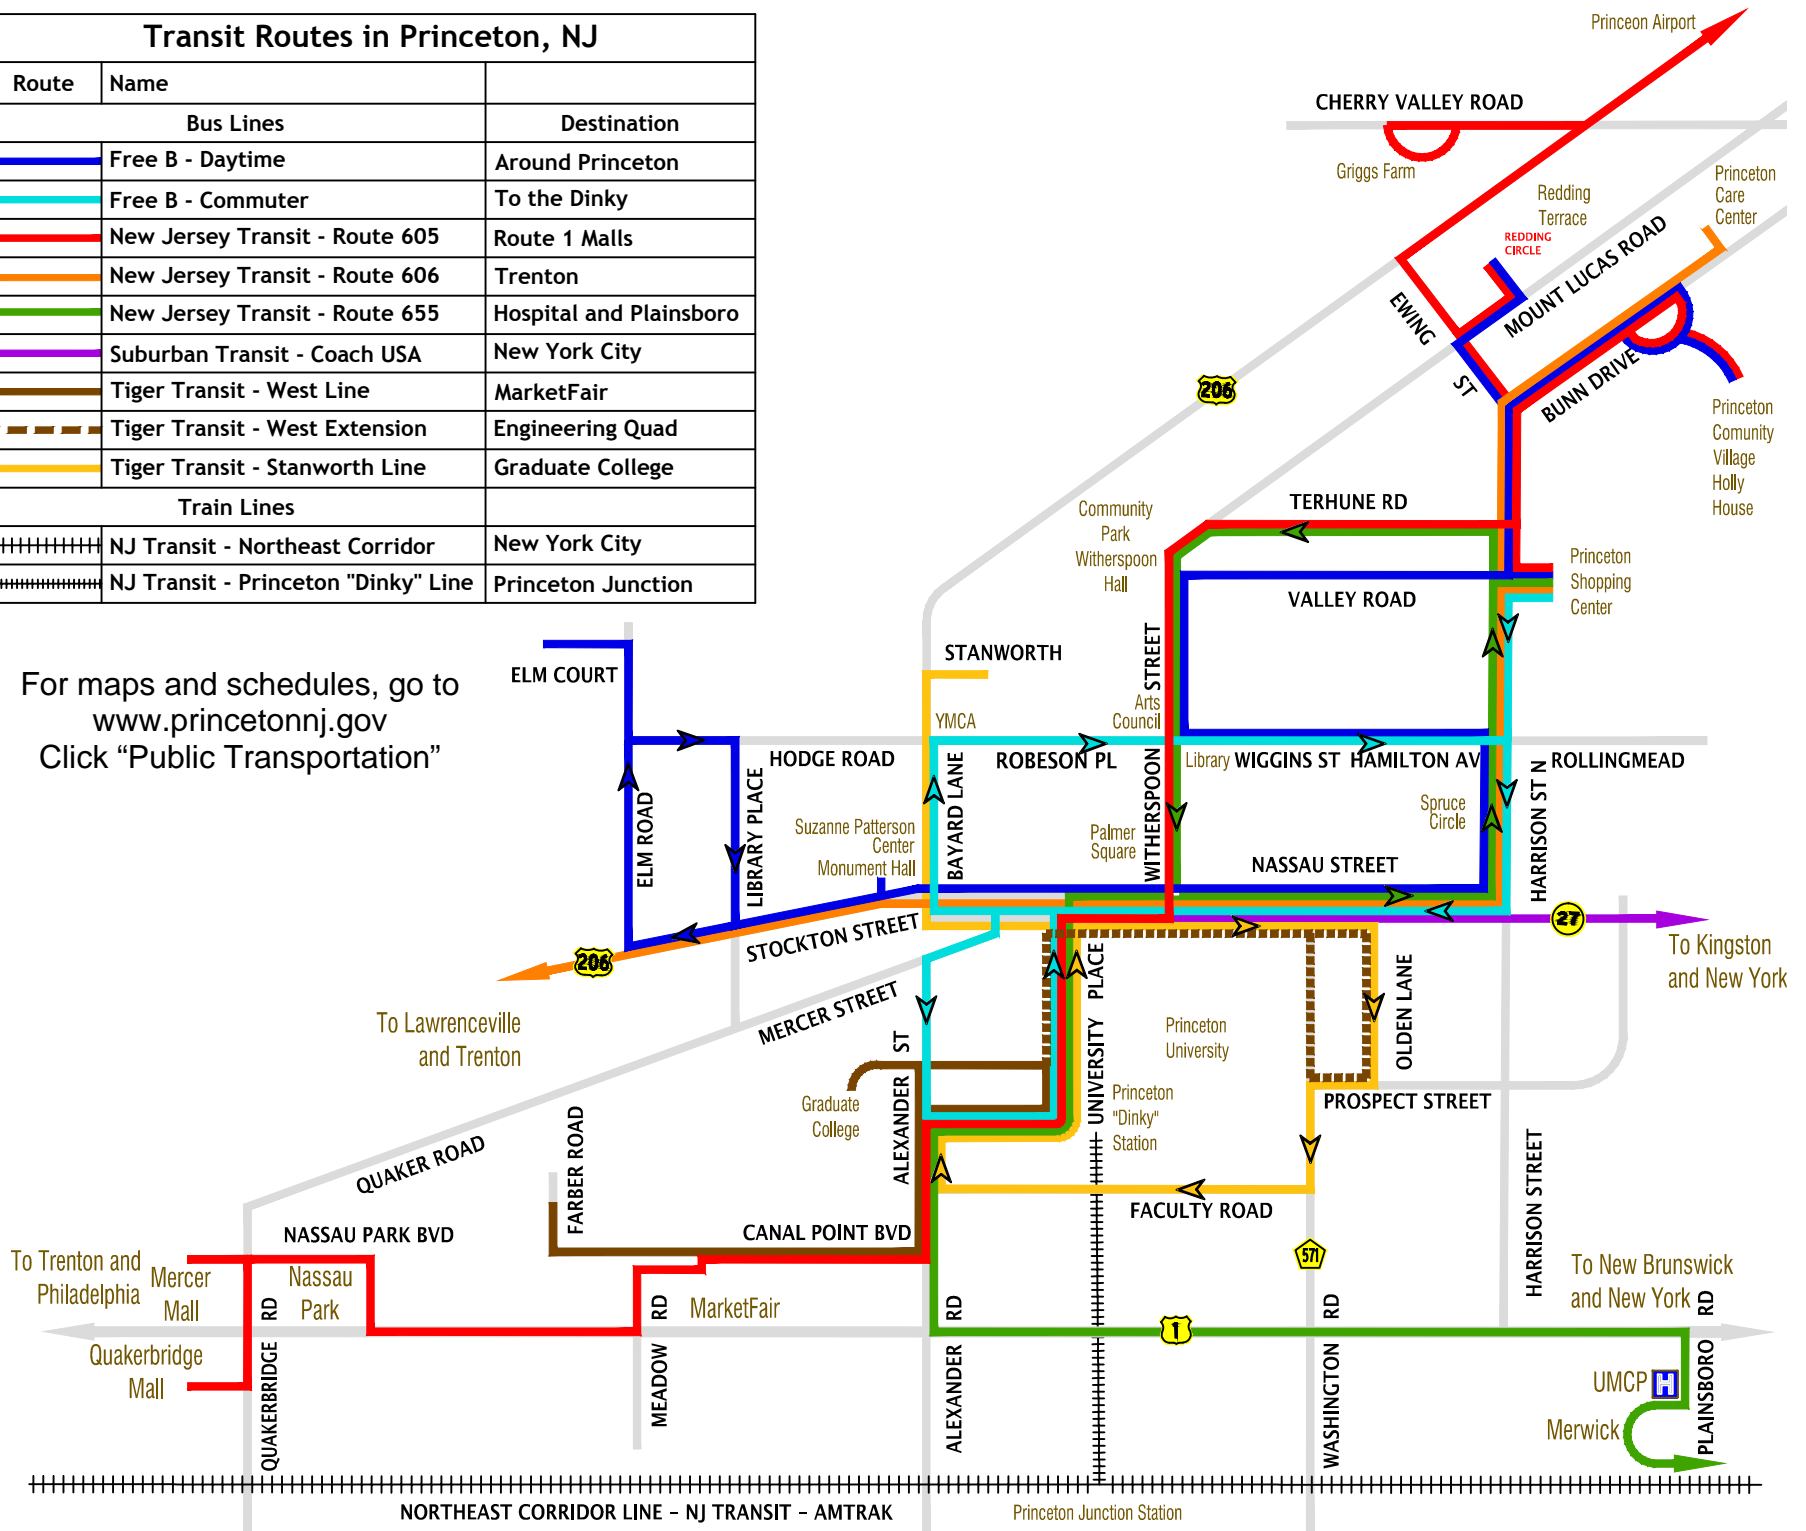 Transit Routes in Princeton, NJ
Route Name
Bus Lines Destination
Free B - Daytime Around Princeton
Free B - Commuter To the Dinky
New Jersey Transit - Route 605 Route 1 Malls
New Jersey Transit - Route 606 Trenton
New Jersey Transit - Route 655 Hospital and Plainsboro
Suburban Transit - Coach USA New York City
Tiger Transit - West Line MarketFair
Tiger Transit - West Extension Engineering Quad
Tiger Transit - Stanworth Line Graduate College
Train Lines
NJ Transit - Northeast Corridor New York City
NJ Transit - Princeton "Dinky" Line Princeton Junction
For maps and schedules, go to
www.princetonnj.gov
Click “Public Transportation”
Princeon Airport
CHERRY VALLEY ROAD
Griggs Farm
Redding
Terrace
REDDING
CIRCLE
Princeton
Care
Center
MOUNT LUCAS ROAD
EWING
ST
BUNN DRIVE
206
Princeton
Comunity
Village
Holly
House
TERHUNE RD
Community
Park
Witherspoon
Hall
VALLEY ROAD
Princeton
Shopping
Center
STANWORTH
ELM COURT
YMCA
Arts
Council
WITHERSPOON STREET
HODGE ROAD
ROBESON PL
Library
WIGGINS ST
HAMILTON AV
ROLLINGMEAD
ELM ROAD
LIBRARY PLACE
BAYARD LANE
HARRISON ST N
Suzanne Patterson
Center
Monument Hall
Palmer
Square
Spruce
Circle
NASSAU STREET
STOCKTON STREET
206
27
To Kingston
and New York
To Lawrenceville
and Trenton
MERCER STREET
UNIVERSITY PLACE
Princeton
University
OLDEN LANE
PROSPECT STREET
ALEXANDER ST
Graduate
College
Princeton
"Dinky"
Station
QUAKER ROAD
FARBER ROAD
FACULTY ROAD
HARRISON STREET
NASSAU PARK BVD
CANAL POINT BVD
571
To Trenton and
Philadelphia
Mercer
Mall
Nassau
Park
MarketFair
1
To New Brunswick
and New York
Quakerbridge
Mall
QUAKERBRIDGE RD
MEADOW RD
ALEXANDER RD
WASHINGTON RD
PLAINSBORO RD
UMCP H
Merwick
NORTHEAST CORRIDOR LINE – NJ TRANSIT – AMTRAK
Princeton Junction Station